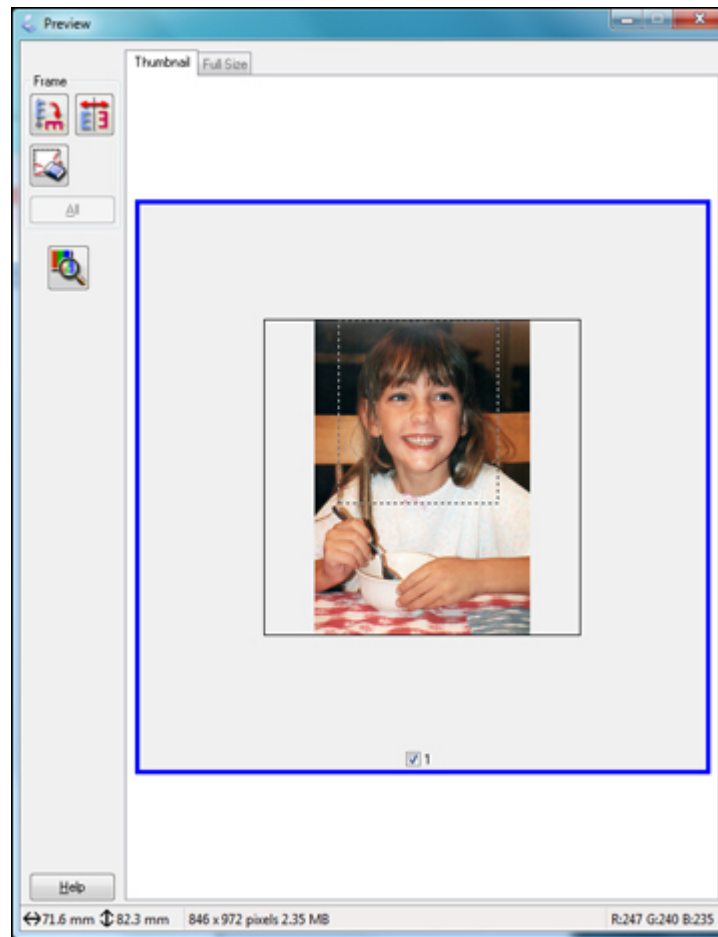 Preview
Thumbnail Full Size
Frame
All
1
Help
71.6 mm 82.3 mm 846 x 972 pixels 2.35 MB R:247 G:240 B:235